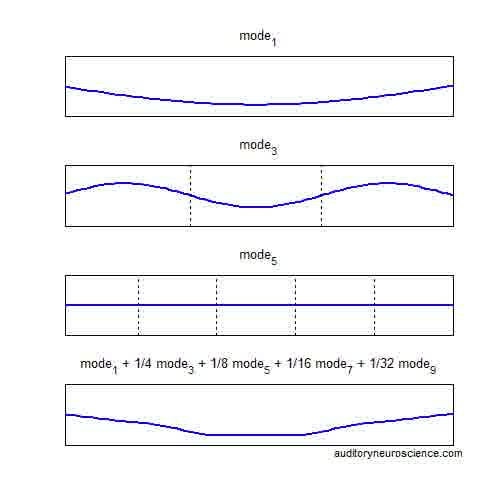 mode1
mode3
mode5
mode1 + 1/4 mode3 + 1/8 mode5 + 1/16 mode7 + 1/32 mode9
auditoryneuroscience.com